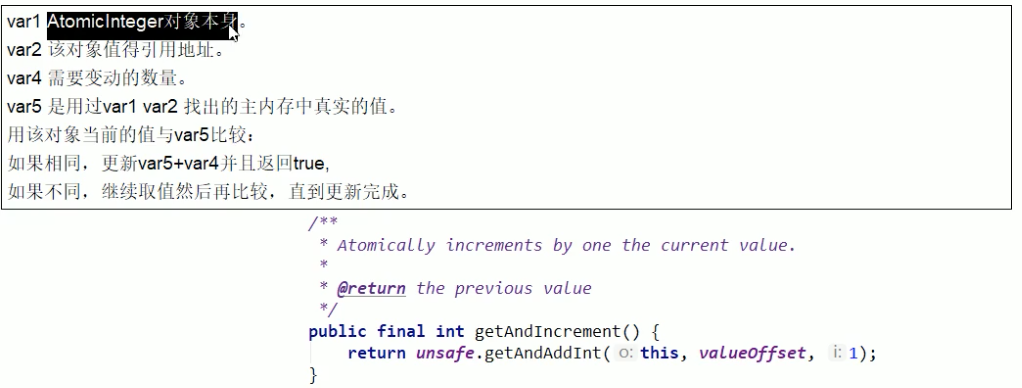 var1 AtomicInteger对象本身。
var2 该对象值得引用地址。
var4 需要变动的数量。
var5 是用过var1 var2 找出的主内存中真实的值。
用该对象当前的值与var5比较：
如果相同，更新var5+var4并且返回true,
如果不同，继续取值然后再比较，直到更新完成。
/**
* Atomically increments by one the current value.
*
* @return the previous value
*/
public final int getAndIncrement() {
return unsafe.getAndAddInt( o: this, valueOffset, i: 1);
}